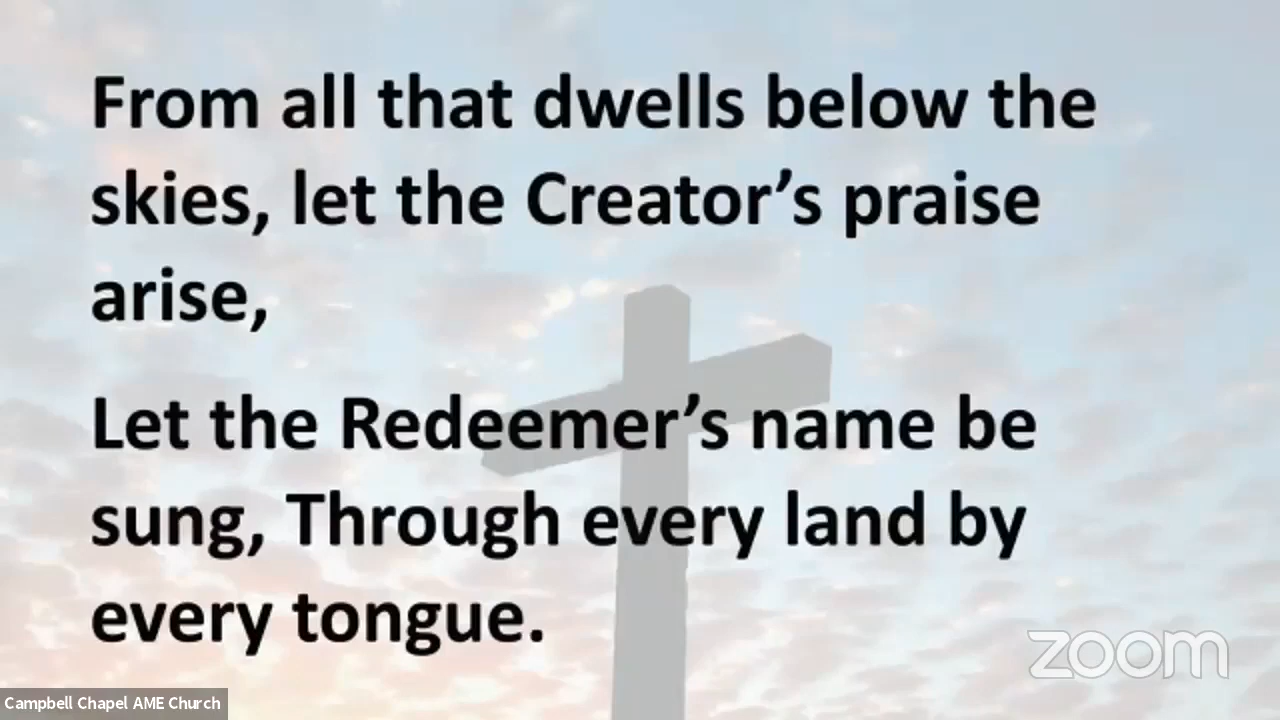 From all that dwells below the
skies, let the Creator’s praise
arise,
Let the Redeemer’s name be
sung, Through every land by
every tongue.
zoom
Campbell Chapel AME Church